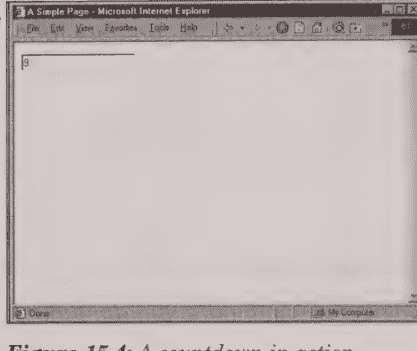 A Simple Page - Microsoft Internet Explorer
File Edit View Favorites Tools Help
9
Done My Computer
Figure 15.4: A countdown in action